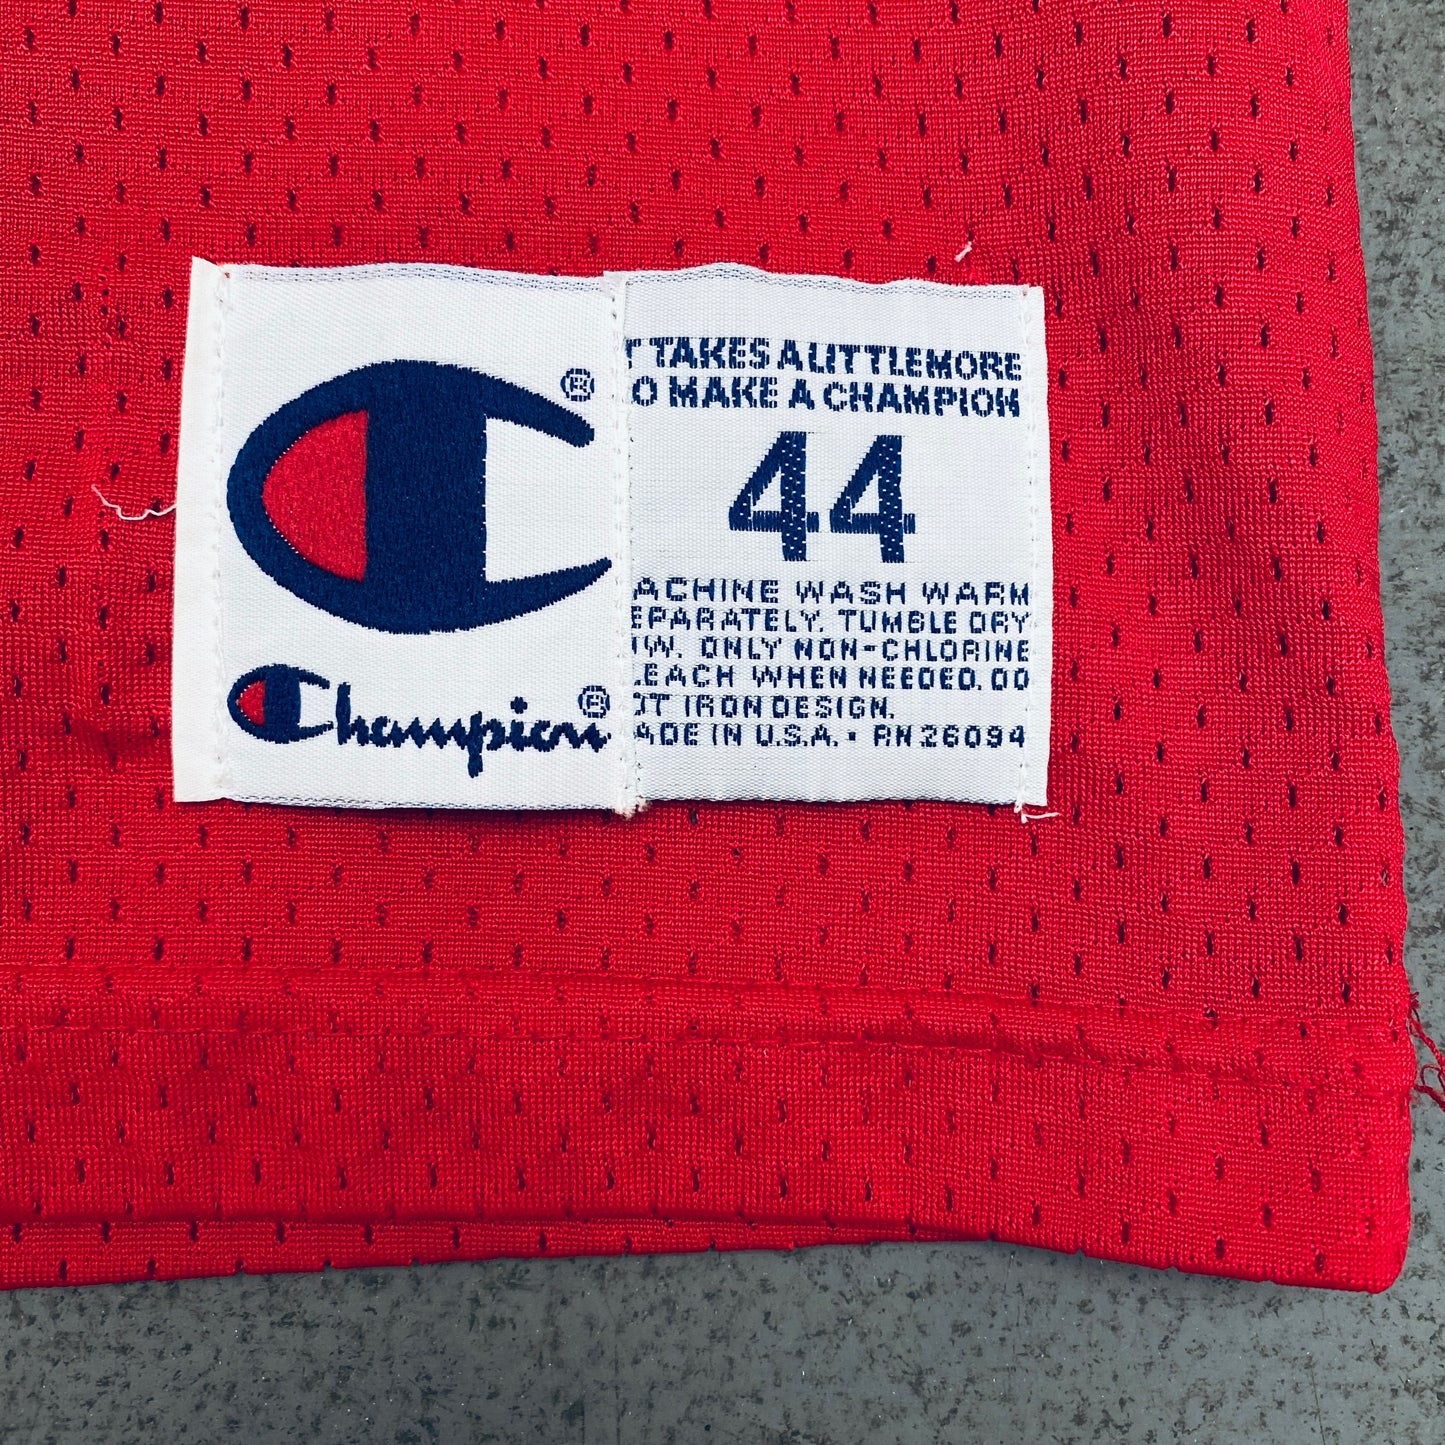 ®
Champion®
T TAKES A LITTLE MORE
O MAKE A CHAMPION
44
ACHINE WASH WARM
EPARATELY. TUMBLE DRY
W. ONLY NON-CHLORINE
LEACH WHEN NEEDED. DO
OT IRON DESIGN.
ADE IN U.S.A. • RN 26094